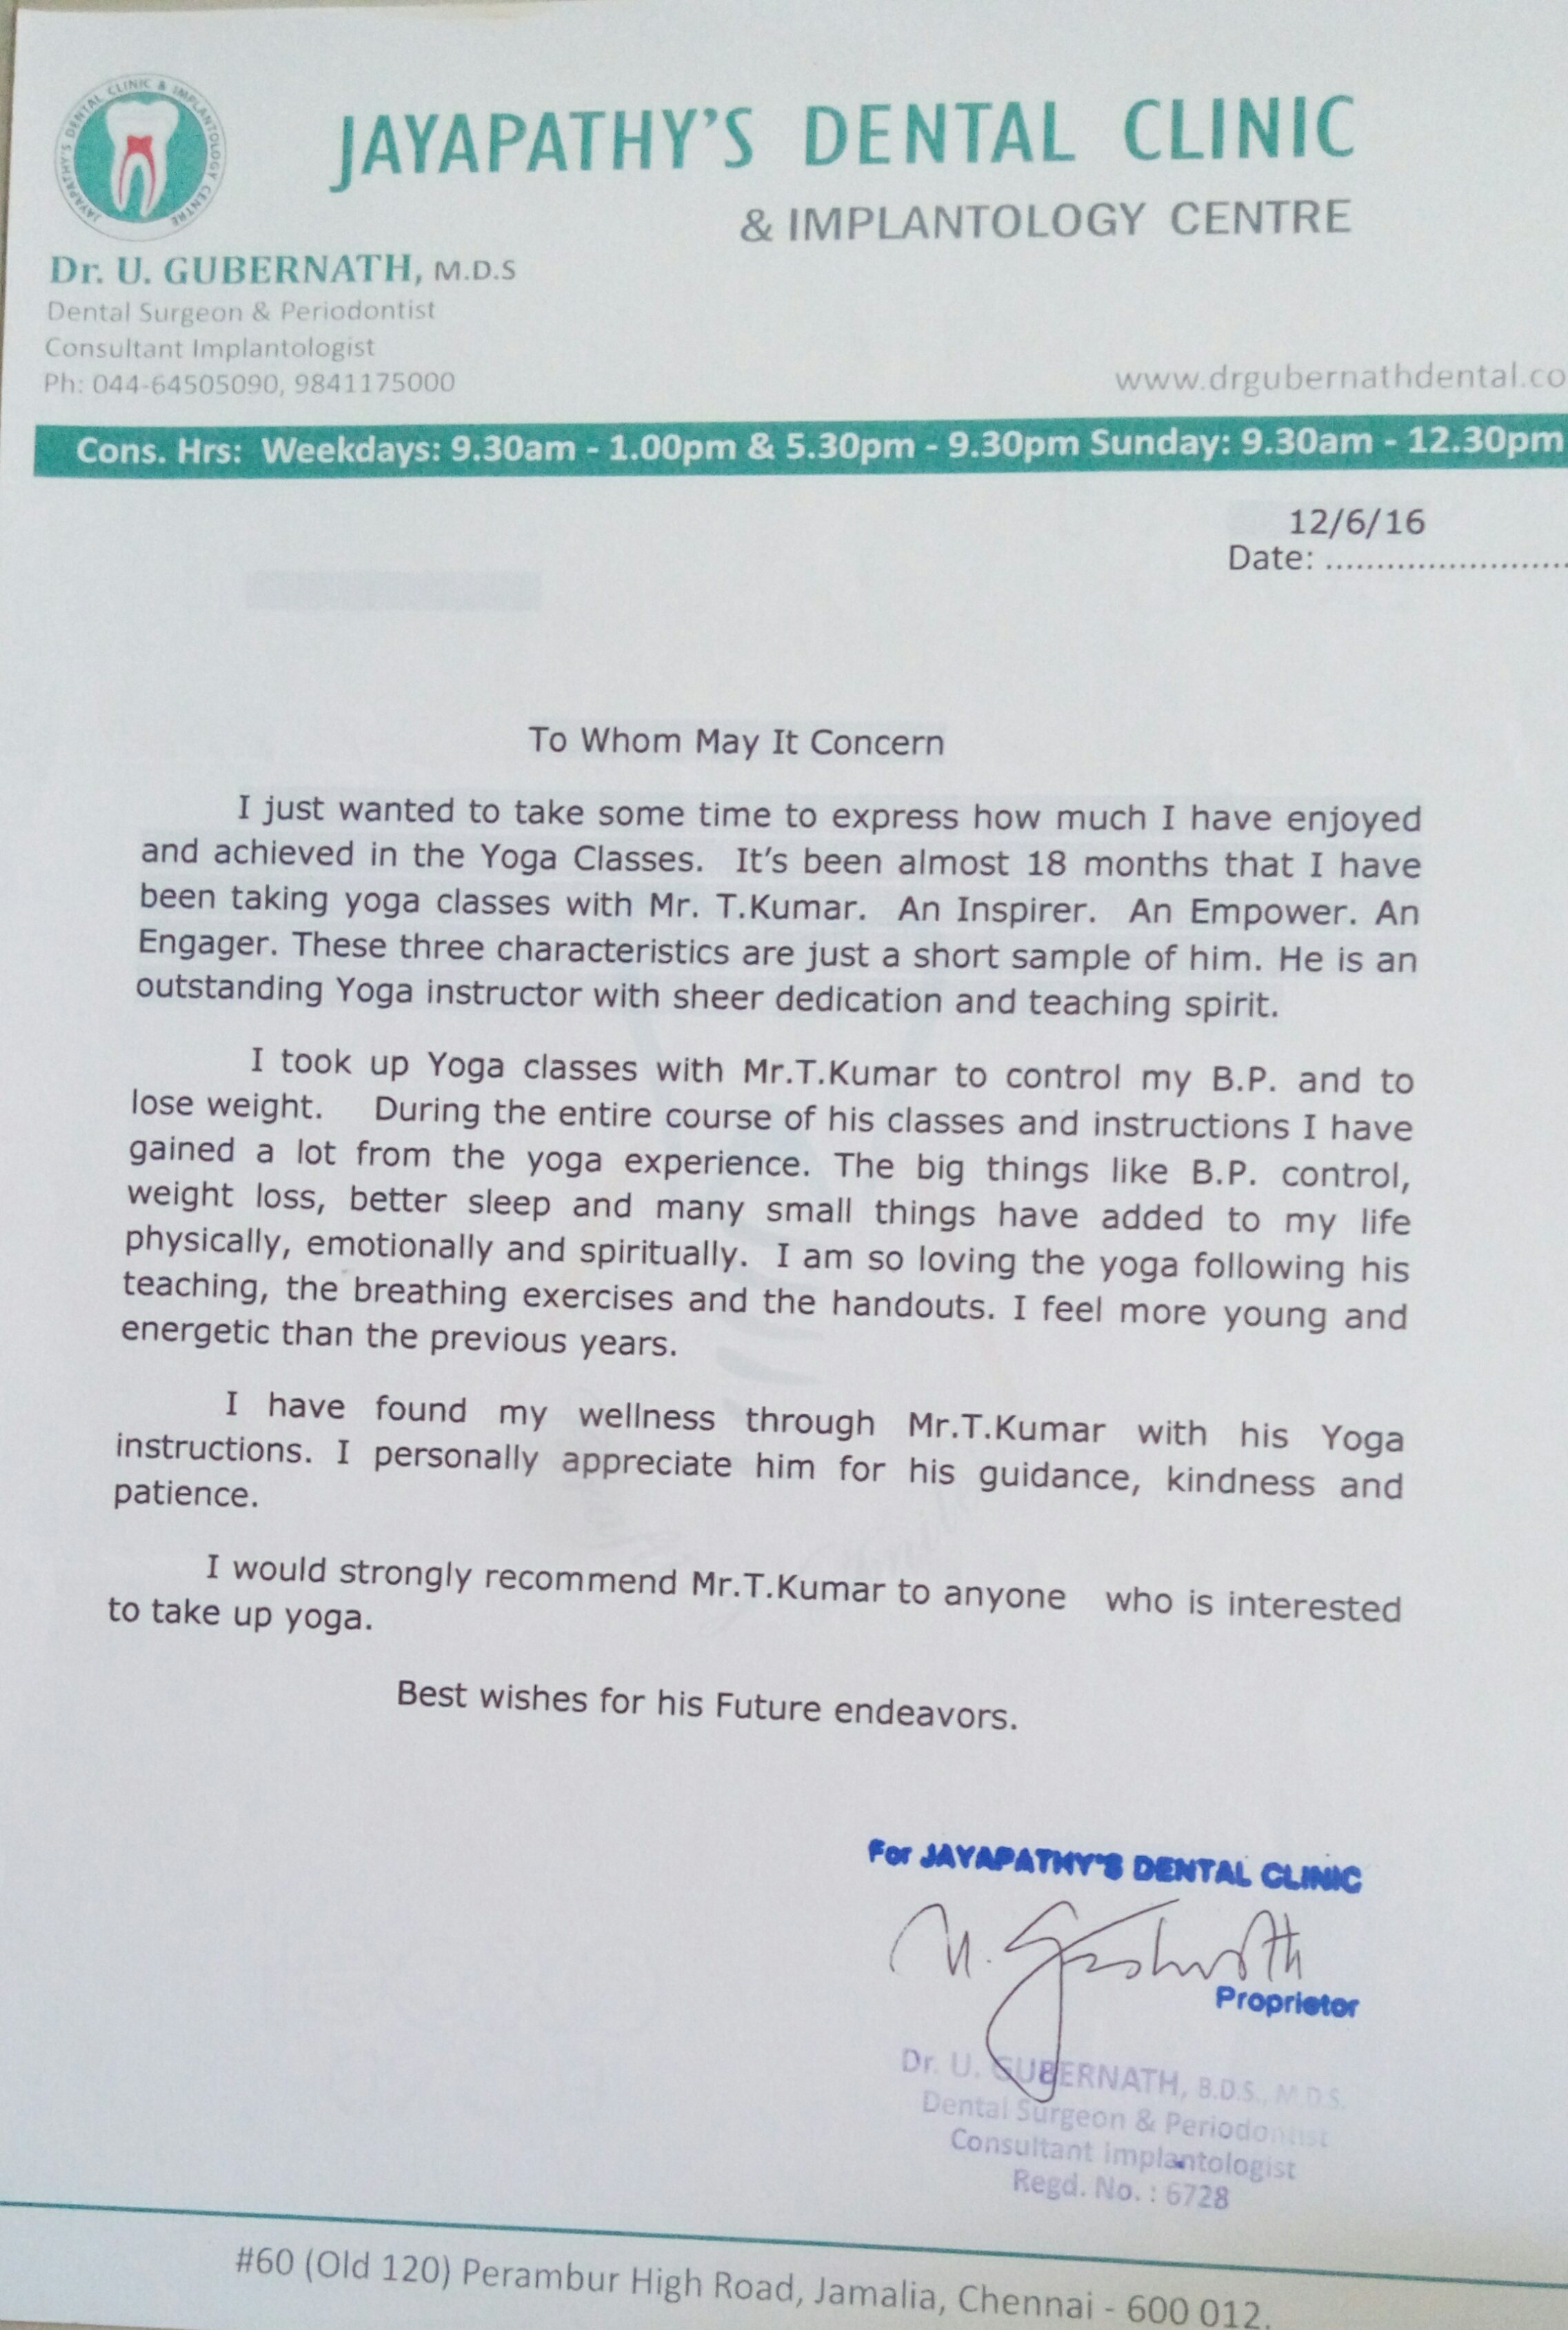 JAYAPATHY'S DENTAL CLINIC & IMPLANTOLOGY CENTRE
JAYAPATHY'S DENTAL CLINIC
& IMPLANTOLOGY CENTRE
Dr. U. GUBERNATH, M.D.S
Dental Surgeon & Periodontist
Consultant Implantologist
Ph: 044-64505090, 9841175000
www.drgubernathdental.co
Cons. Hrs: Weekdays: 9.30am - 1.00pm & 5.30pm - 9.30pm Sunday: 9.30am - 12.30pm
12/6/16
Date: ........................
To Whom May It Concern
I just wanted to take some time to express how much I have enjoyed
and achieved in the Yoga Classes. It's been almost 18 months that I have
been taking yoga classes with Mr. T.Kumar. An Inspirer. An Empower. An
Engager. These three characteristics are just a short sample of him. He is an
outstanding Yoga instructor with sheer dedication and teaching spirit.
I took up Yoga classes with Mr.T.Kumar to control my B.P. and to
lose weight. During the entire course of his classes and instructions I have
gained a lot from the yoga experience. The big things like B.P. control,
weight loss, better sleep and many small things have added to my life
physically, emotionally and spiritually. I am so loving the yoga following his
teaching, the breathing exercises and the handouts. I feel more young and
energetic than the previous years.
I have found my wellness through Mr.T.Kumar with his Yoga
instructions. I personally appreciate him for his guidance, kindness and
patience.
I would strongly recommend Mr.T.Kumar to anyone who is interested
to take up yoga.
Best wishes for his Future endeavors.
For JAYAPATHY'S DENTAL CLINIC
Proprietor
Dr. U. GUBERNATH, B.D.S., M.D.S.
Dental Surgeon & Periodontist
Consultant Implantologist
Regd. No. : 6728
#60 (Old 120) Perambur High Road, Jamalia, Chennai - 600 012.